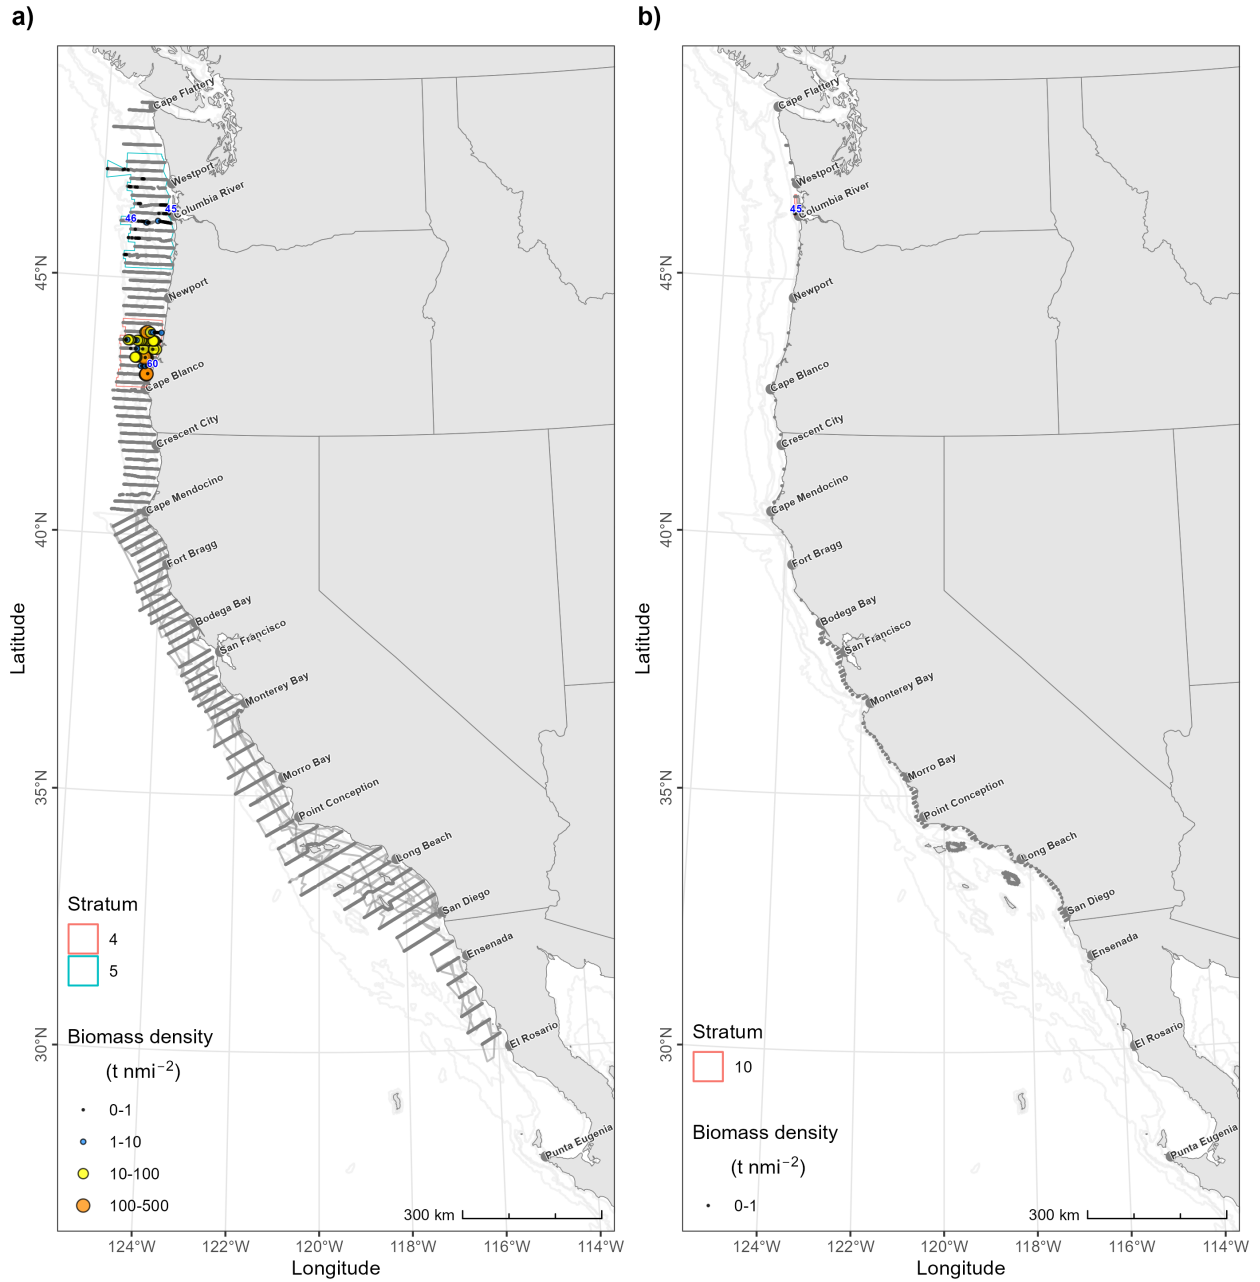 a)
Cape Flattery
Westport
Columbia River
45
46
Newport
60
Cape Blanco
Crescent City
Cape Mendocino
Fort Bragg
Bodega Bay
San Francisco
Monterey Bay
Morro Bay
Point Conception
Long Beach
San Diego
Ensenada
El Rosario
Punta Eugenia
45°N
40°N
35°N
30°N
Latitude
Stratum
4
5
Biomass density
(t nmi−2)
0-1
1-10
10-100
100-500
300 km
124°W
122°W
120°W
118°W
116°W
114°W
Longitude
b)
Cape Flattery
Westport
Columbia River
45
Newport
Cape Blanco
Crescent City
Cape Mendocino
Fort Bragg
Bodega Bay
San Francisco
Monterey Bay
Morro Bay
Point Conception
Long Beach
San Diego
Ensenada
El Rosario
Punta Eugenia
45°N
40°N
35°N
30°N
Latitude
Stratum
10
Biomass density
(t nmi−2)
0-1
300 km
124°W
122°W
120°W
118°W
116°W
114°W
Longitude